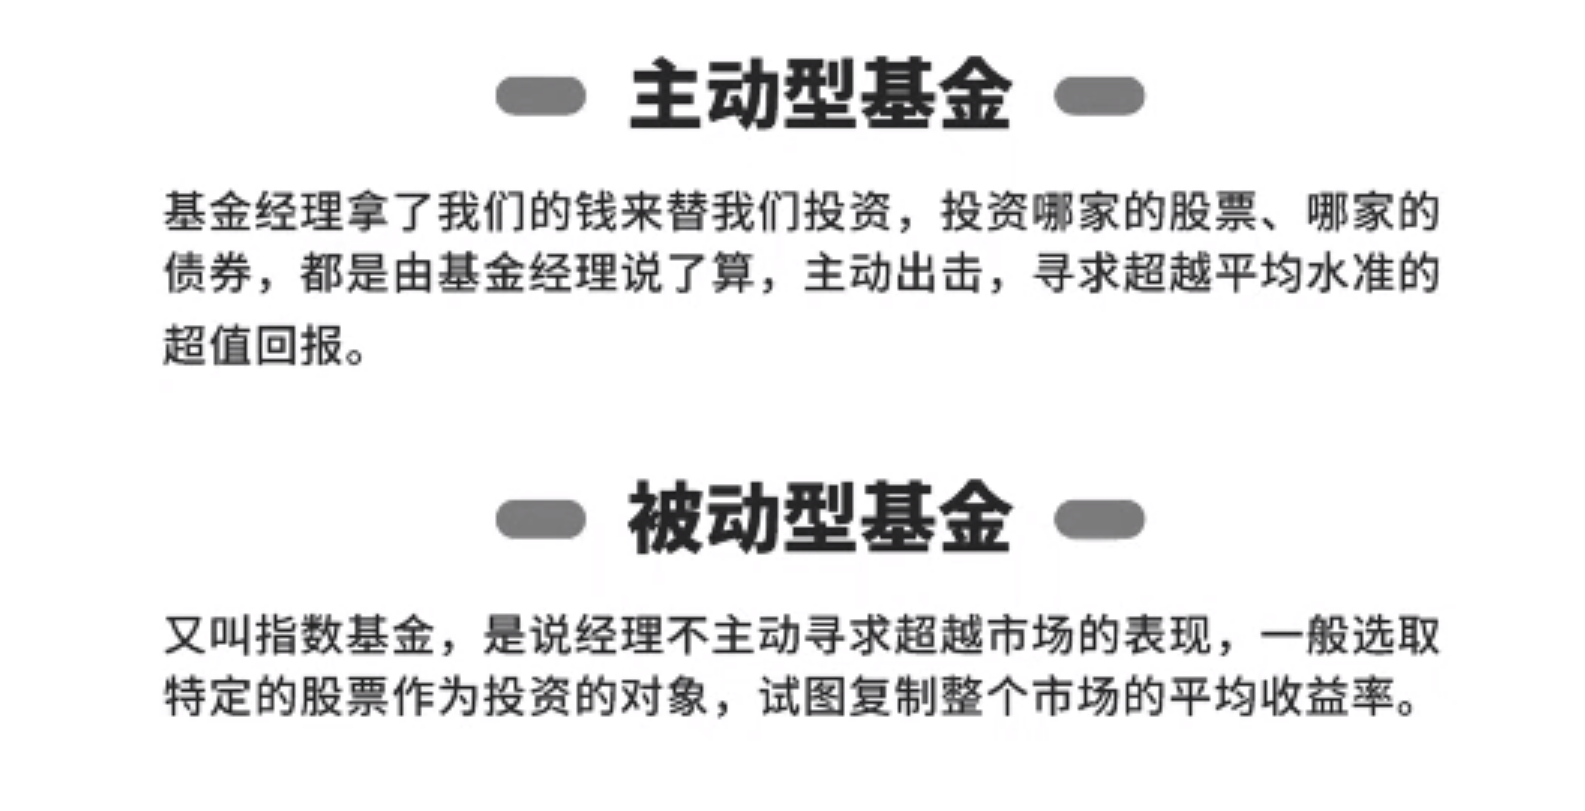 主动型基金
基金经理拿了我们的钱来替我们投资，投资哪家的股票、哪家的
债券，都是由基金经理说了算，主动出击，寻求超越平均水准的
超值回报。
被动型基金
又叫指数基金，是说经理不主动寻求超越市场的表现，一般选取
特定的股票作为投资的对象，试图复制整个市场的平均收益率。